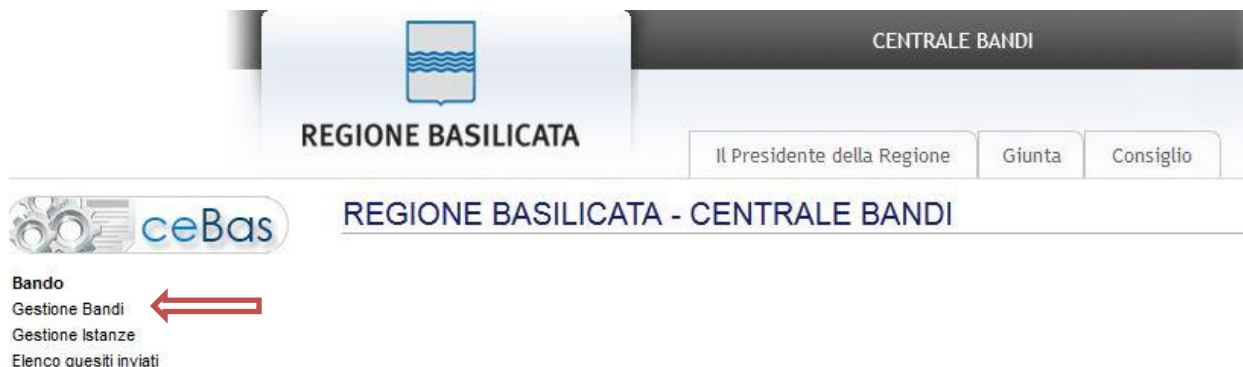 CENTRALE BANDI
REGIONE BASILICATA
Il Presidente della Regione
Giunta
Consiglio
ceBas
REGIONE BASILICATA - CENTRALE BANDI
Bando
Gestione Bandi
Gestione Istanze
Elenco quesiti inviati